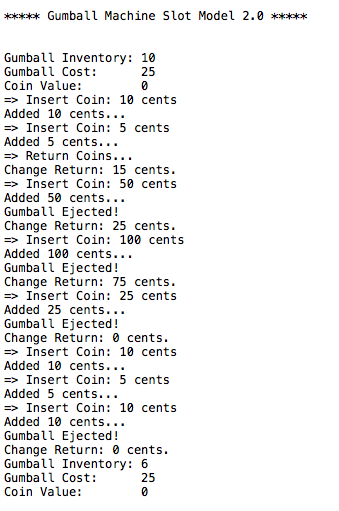 ***** Gumball Machine Slot Model 2.0 *****
Gumball Inventory: 10
Gumball Cost: 25
Coin Value: 0
=> Insert Coin: 10 cents
Added 10 cents...
=> Insert Coin: 5 cents
Added 5 cents...
=> Return Coins...
Change Return: 15 cents.
=> Insert Coin: 50 cents
Added 50 cents...
Gumball Ejected!
Change Return: 25 cents.
=> Insert Coin: 100 cents
Added 100 cents...
Gumball Ejected!
Change Return: 75 cents.
=> Insert Coin: 25 cents
Added 25 cents...
Gumball Ejected!
Change Return: 0 cents.
=> Insert Coin: 10 cents
Added 10 cents...
=> Insert Coin: 5 cents
Added 5 cents...
=> Insert Coin: 10 cents
Added 10 cents...
Gumball Ejected!
Change Return: 0 cents.
Gumball Inventory: 6
Gumball Cost: 25
Coin Value: 0